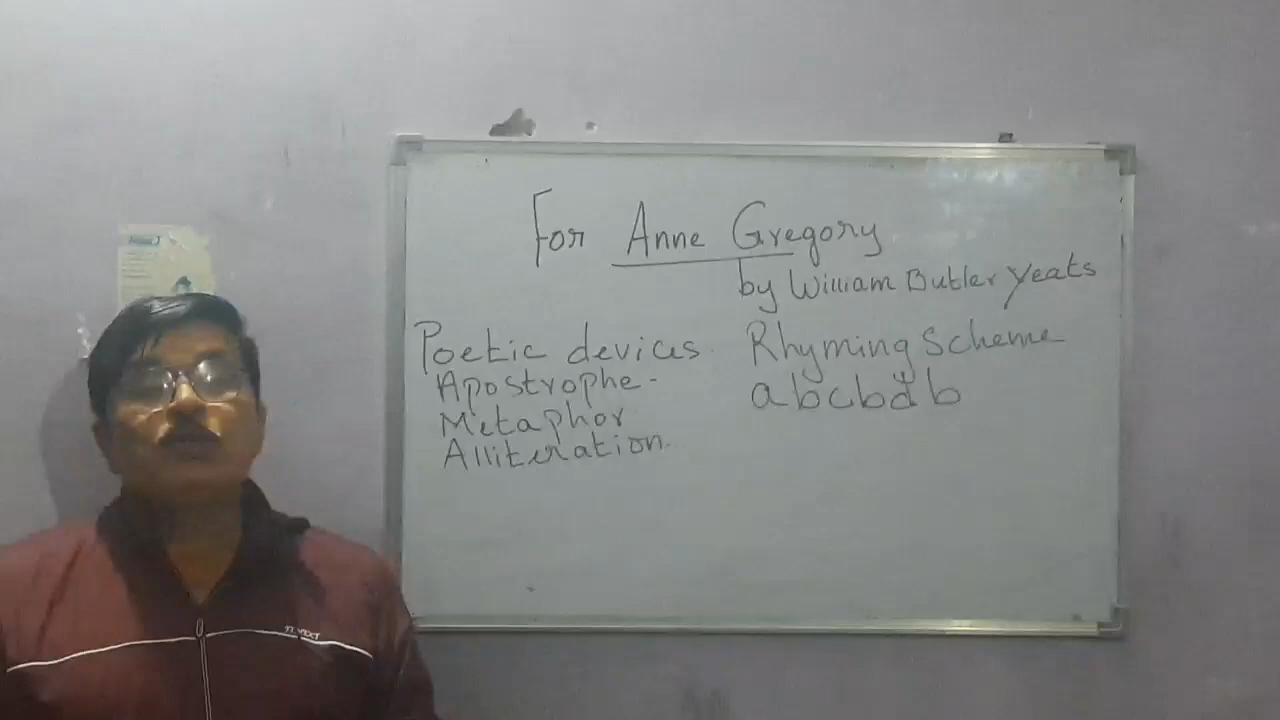 For Anne Gregory
by William Butler Yeats
Poetic devices.
Apostrophe-
Metaphor
Alliteration.
Rhyming Scheme
abcbdb